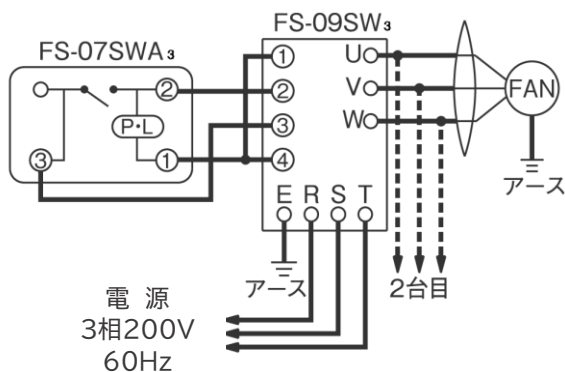 FS-09SW3
FS-07SWA3
① U
② ② V FAN
P・L ③ W
③ ① ④
E R S T
アース
アース 2台目
電源
3相200V
60Hz